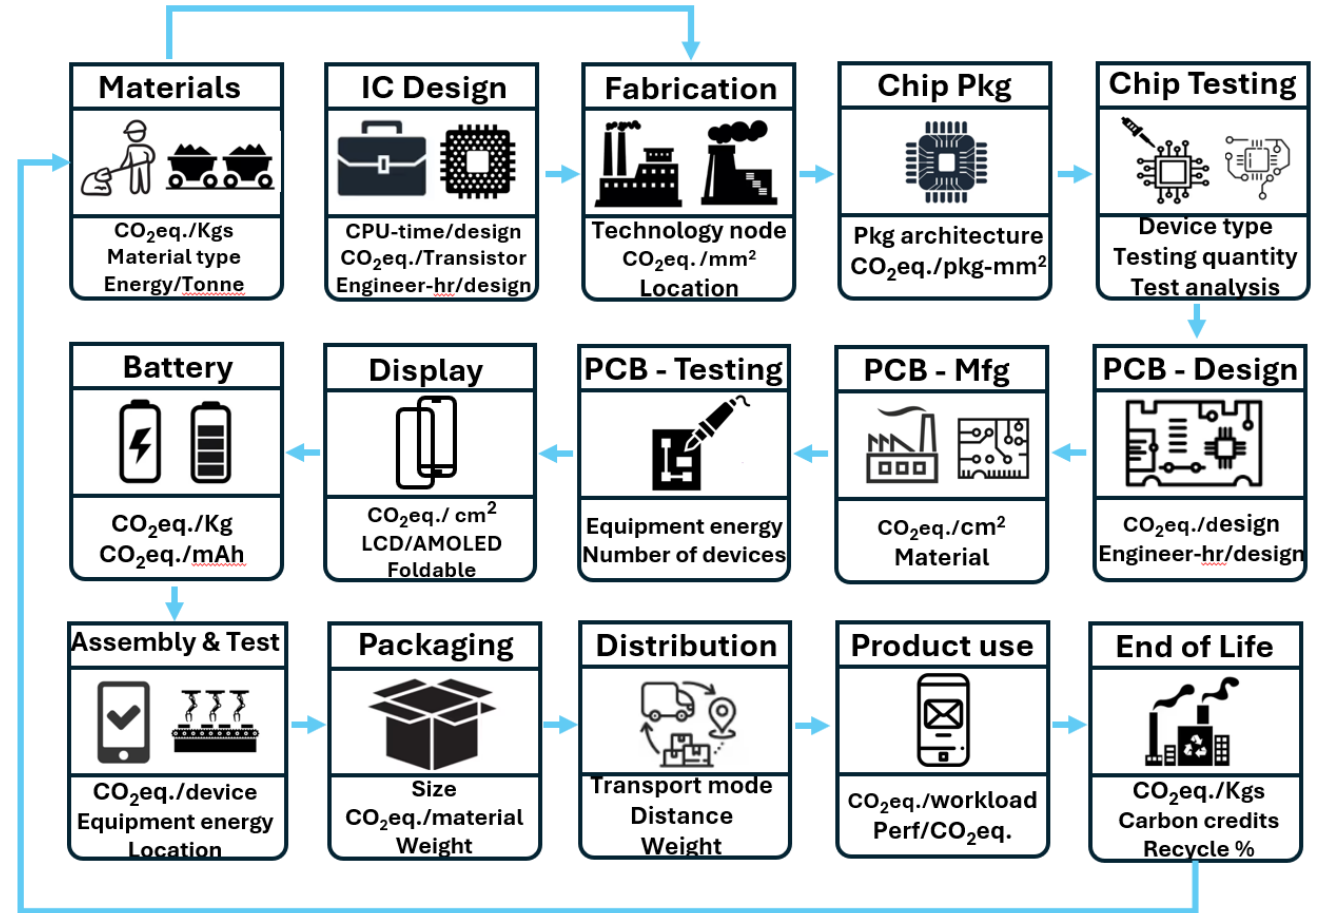 Materials
CO₂eq./Kgs
Material type
Energy/Tonne
IC Design
CPU-time/design
CO₂eq./Transistor
Engineer-hr/design
Fabrication
Technology node
CO₂eq./mm²
Location
Chip Pkg
Pkg architecture
CO₂eq./pkg-mm²
Chip Testing
Device type
Testing quantity
Test analysis
Battery
CO₂eq./Kg
CO₂eq./mAh
Display
CO₂eq./ cm²
LCD/AMOLED
Foldable
PCB - Testing
Equipment energy
Number of devices
PCB - Mfg
CO₂eq./cm²
Material
PCB - Design
CO₂eq./design
Engineer-hr/design
Assembly & Test
CO₂eq./device
Equipment energy
Location
Packaging
Size
CO₂eq./material
Weight
Distribution
Transport mode
Distance
Weight
Product use
CO₂eq./workload
Perf/CO₂eq.
End of Life
CO₂eq./Kgs
Carbon credits
Recycle %